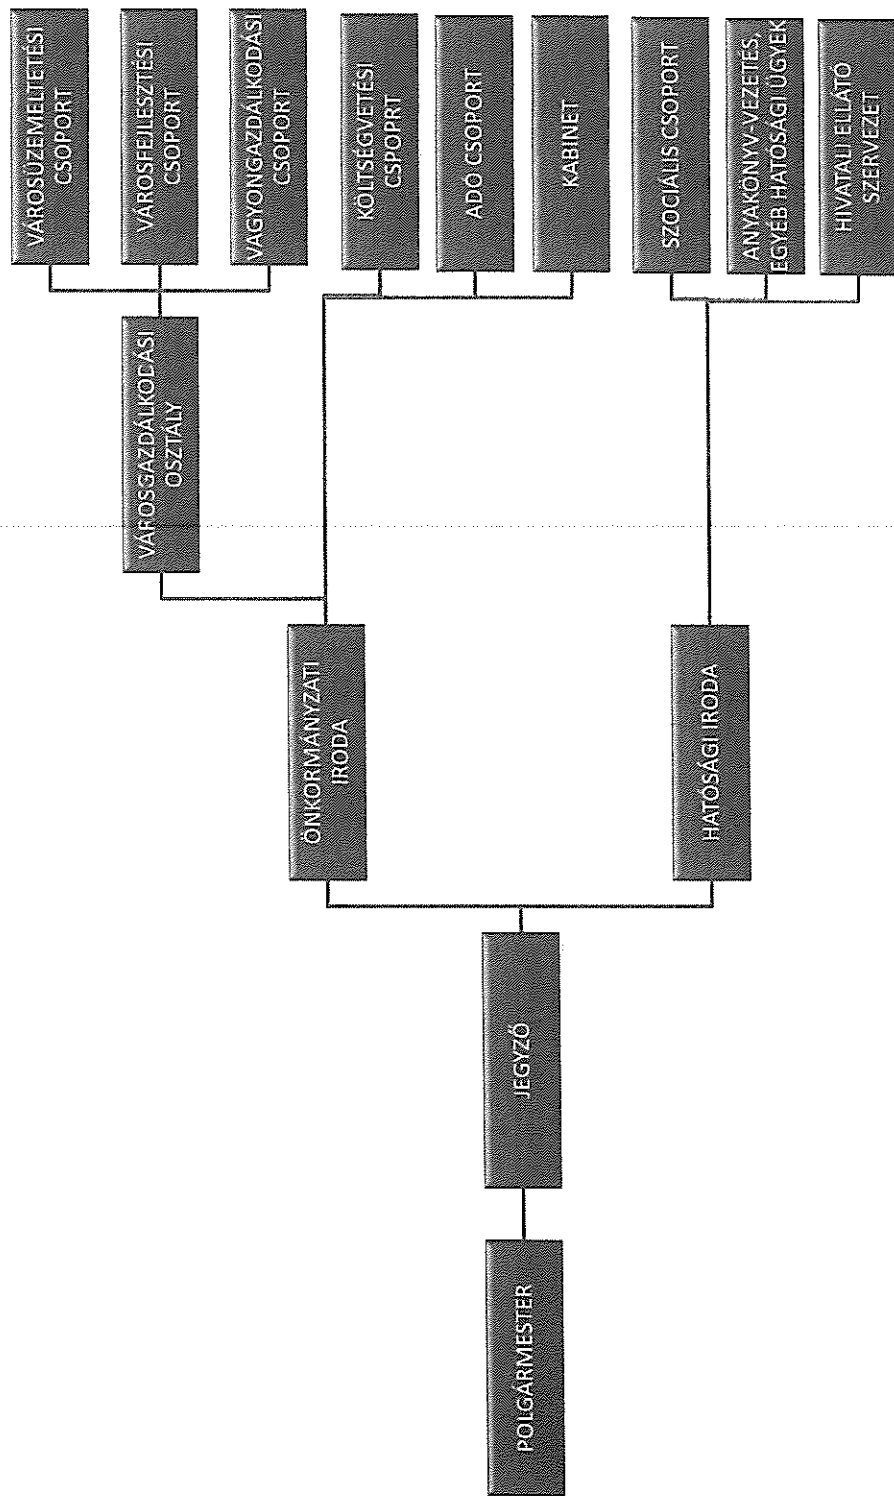 POLGÁRMESTER
JEGYZŐ
ÖNKORMÁNYZATI
IRODA
HATÓSÁGI IRODA
VÁROSGAZDÁLKODÁSI
OSZTÁLY
VÁROSÜZEMELTETÉSI
CSOPORT
VÁROSFEJLESZTÉSI
CSOPORT
VAGYONGAZDÁLKODÁSI
CSOPORT
KÖLTSÉGVETÉSI
CSPOPRT
ADO CSOPORT
KABINET
SZOCIÁLIS CSOPORT
ANYAKÖNYV-VEZETÉS,
EGYÉB HATÓSÁGI ÜGYEK
HIVATALI ELLÁTÓ
SZERVEZET